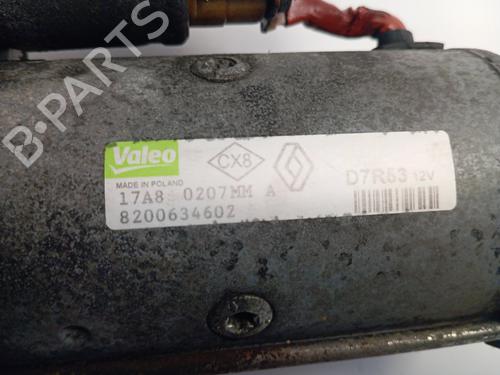 B-PARTS
Valeo
CX8
D7R53 12V
MADE IN POLAND
17A8 0207MM A
8200634602